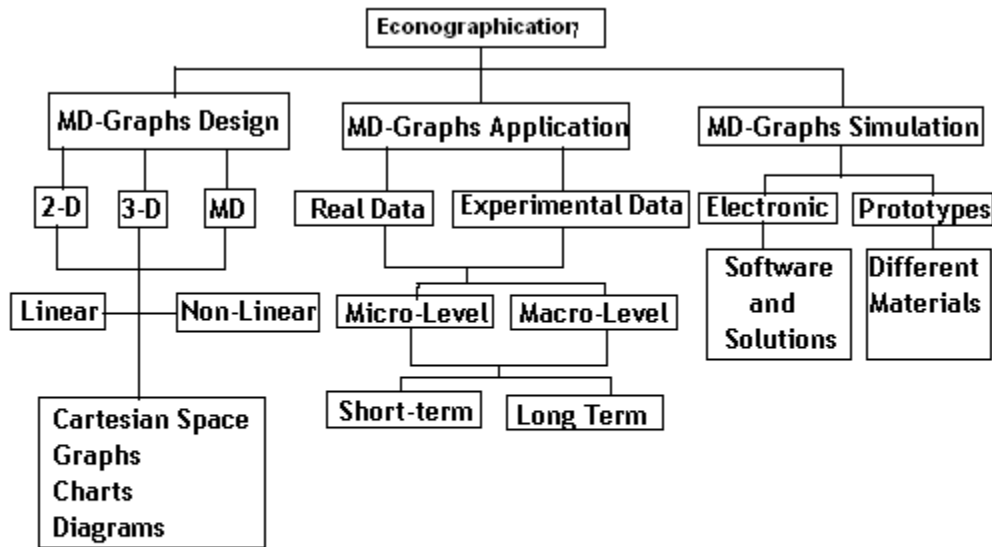 Econographication
MD-Graphs Design
MD-Graphs Application
MD-Graphs Simulation
2-D
3-D
MD
Real Data
Experimental Data
Electronic
Prototypes
Linear
Non-Linear
Micro-Level
Macro-Level
Software
and
Solutions
Different
Materials
Short-term
Long Term
Cartesian Space
Graphs
Charts
Diagrams